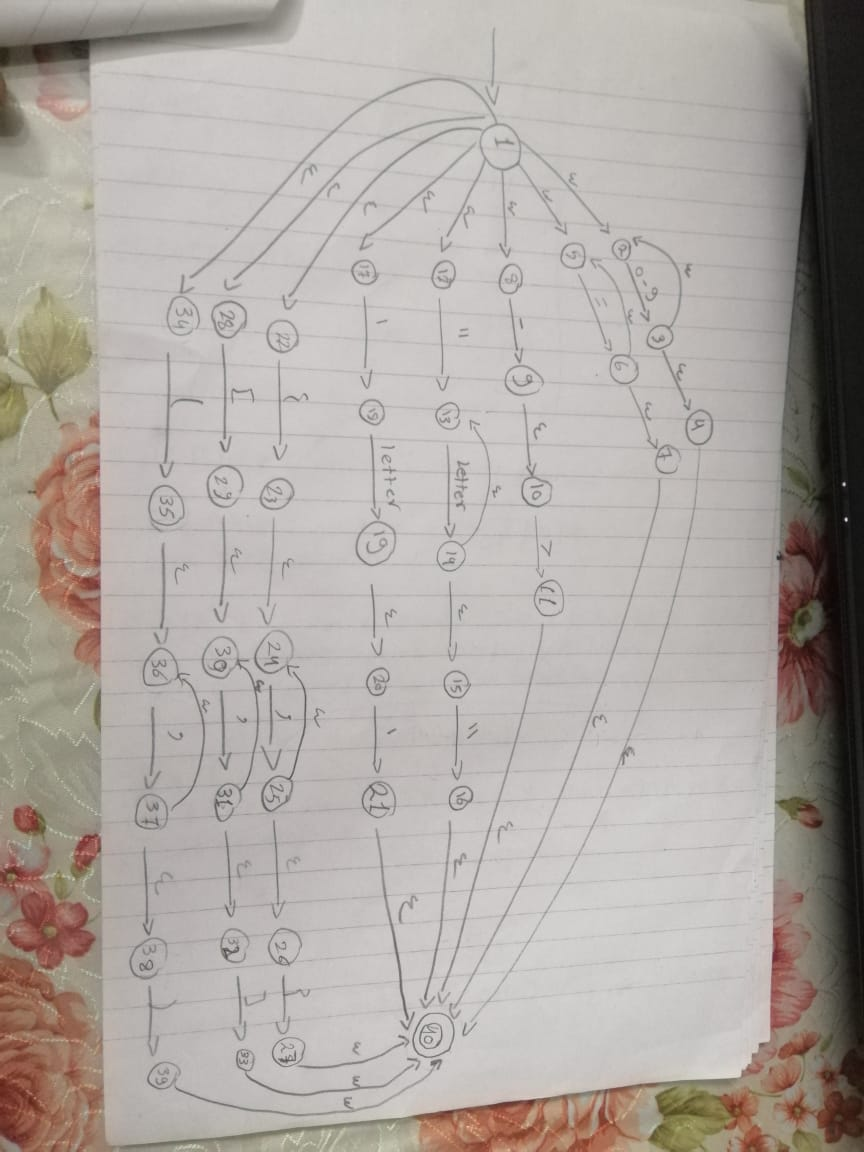 1
ε 2 0-9 3 ε ε 4 ε
ε 5 = 6 ε ε 7 ε
ε 8 - 9 ε 10 > 11 ε
ε 12 " 13 letter 14 ε ε 15 " 16 ε
ε 17 ' letter 19 ε 20 ' 21 ε
ε 22 { 23 ε 24 , 25 ε ε 26 } 27 ε
ε 28 [ 29 ε 30 , 31 ε ε 32 ] 33 ε
ε 34 ( 35 ε 36 , 37 ε ε 38 ) 39 ε
40